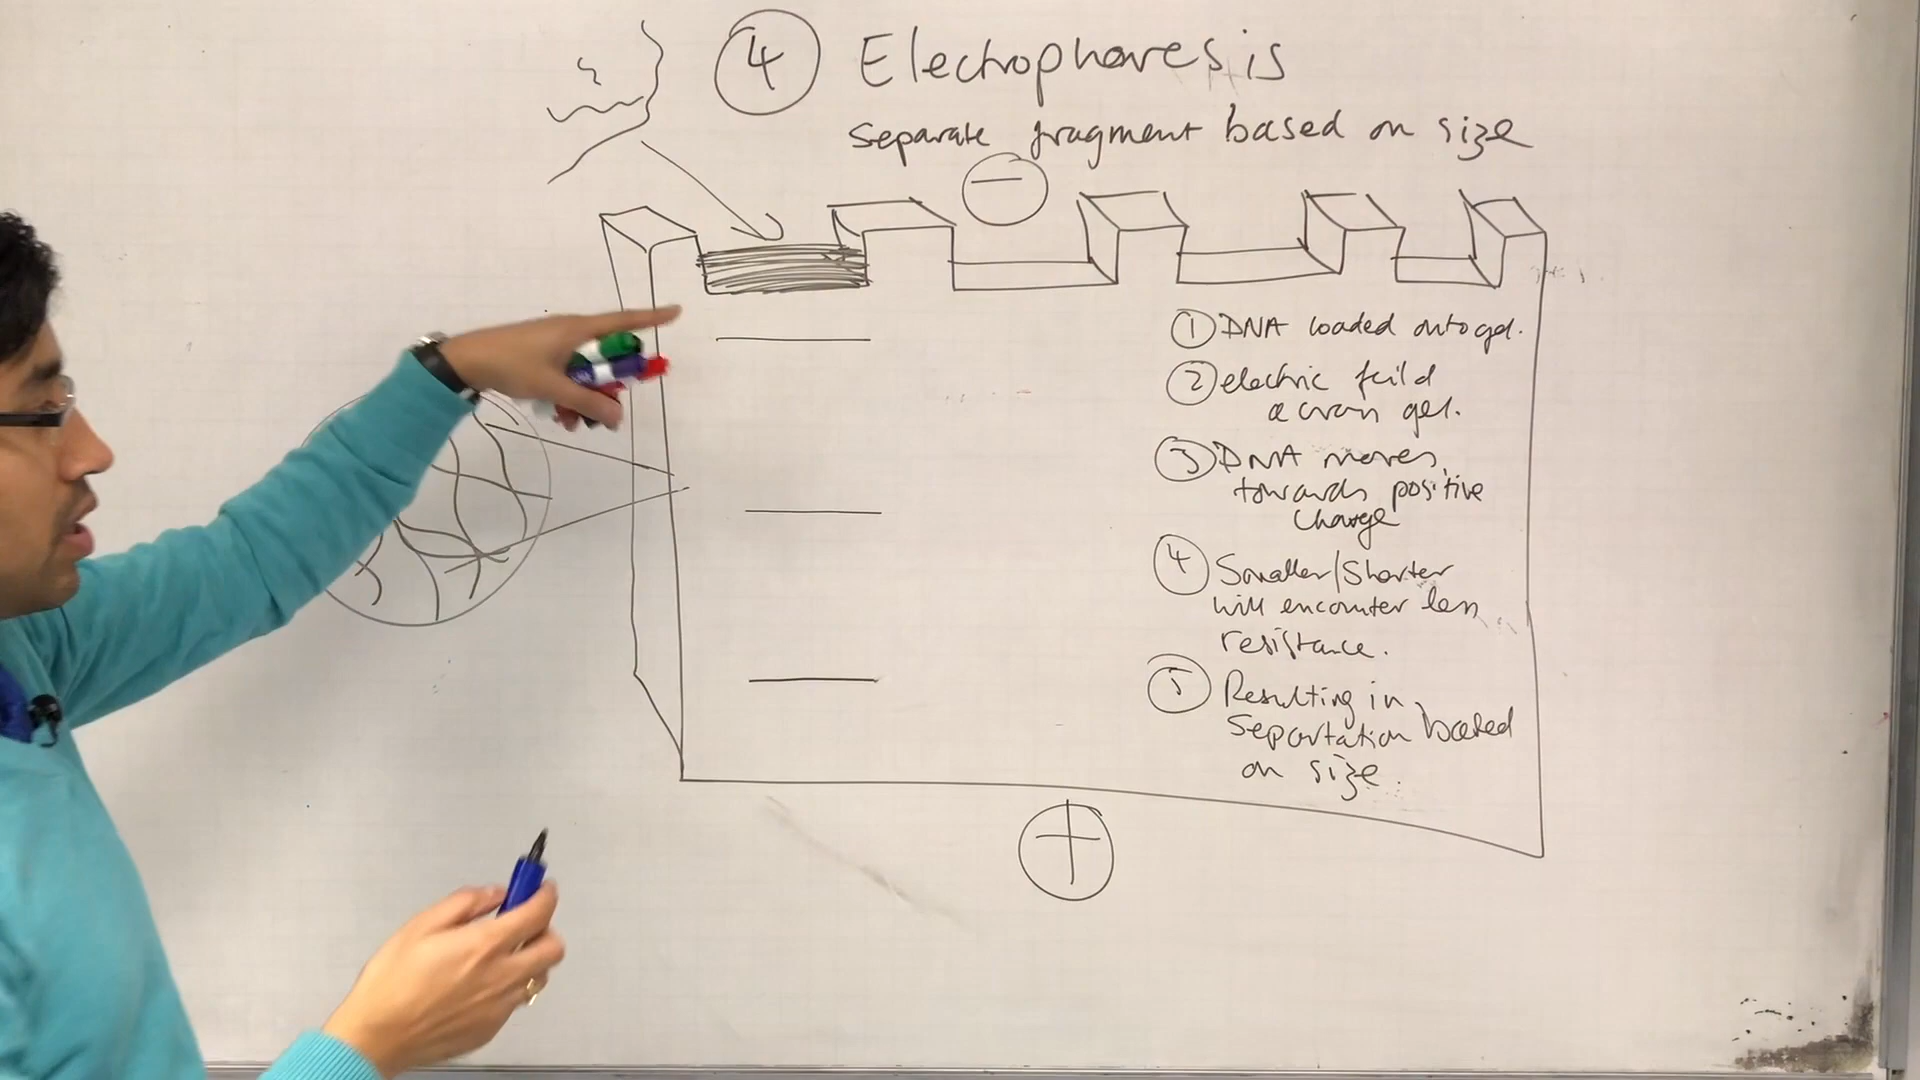 4 Electrophoresis
separate fragment based on size
−
① DNA loaded onto gel.
② electric feild
across gel.
③ DNA moves
towards positive
charge
④ Smaller/Shorter
will encounter less
resistance.
⑤ Resulting in
separtation based
on size.
+